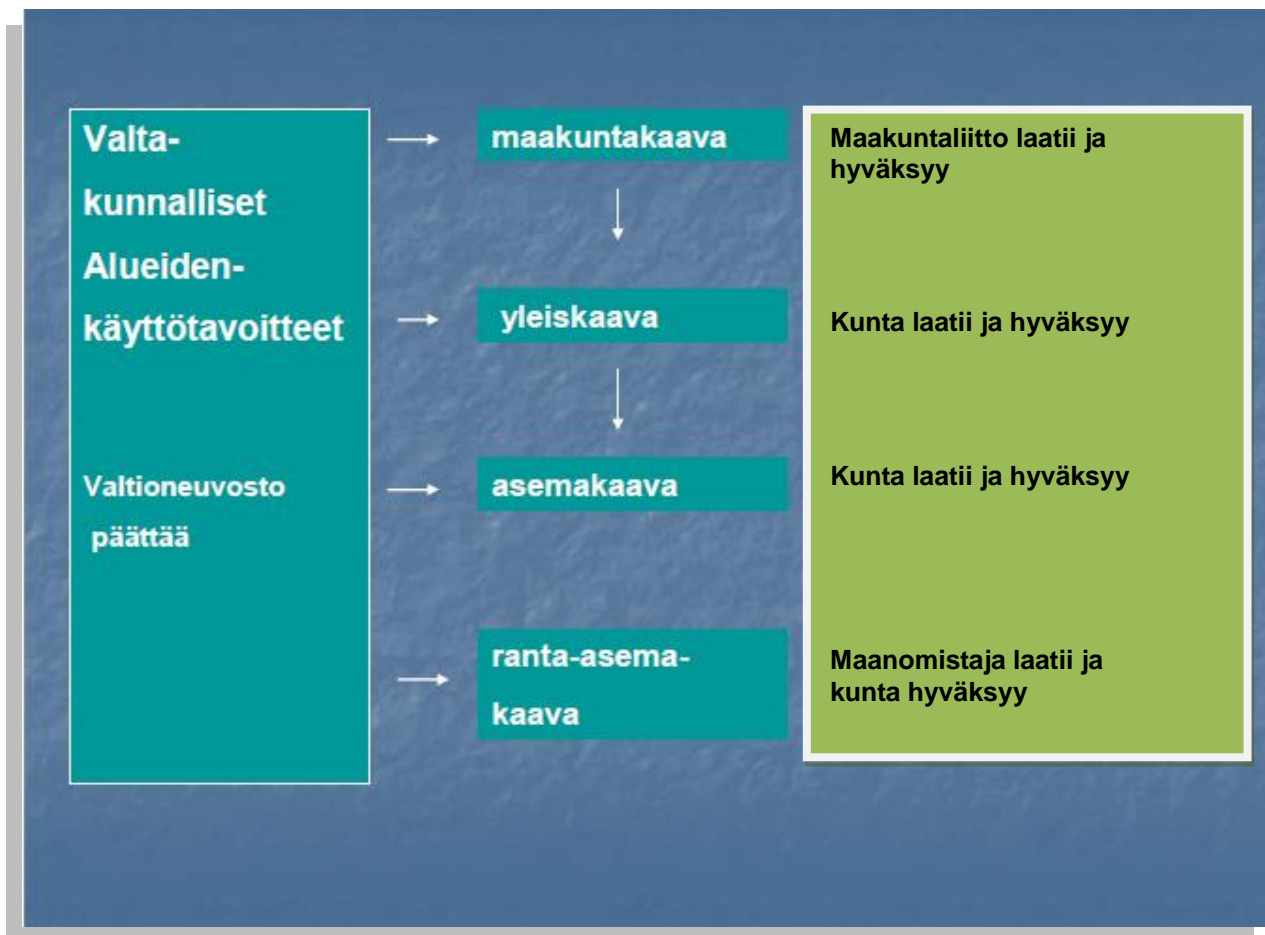 Valta-
kunnalliset
Alueiden-
käyttötavoitteet
Valtioneuvosto
päättää
maakuntakaava
yleiskaava
asemakaava
ranta-asema-
kaava
Maakuntaliitto laatii ja
hyväksyy
Kunta laatii ja hyväksyy
Kunta laatii ja hyväksyy
Maanomistaja laatii ja
kunta hyväksyy